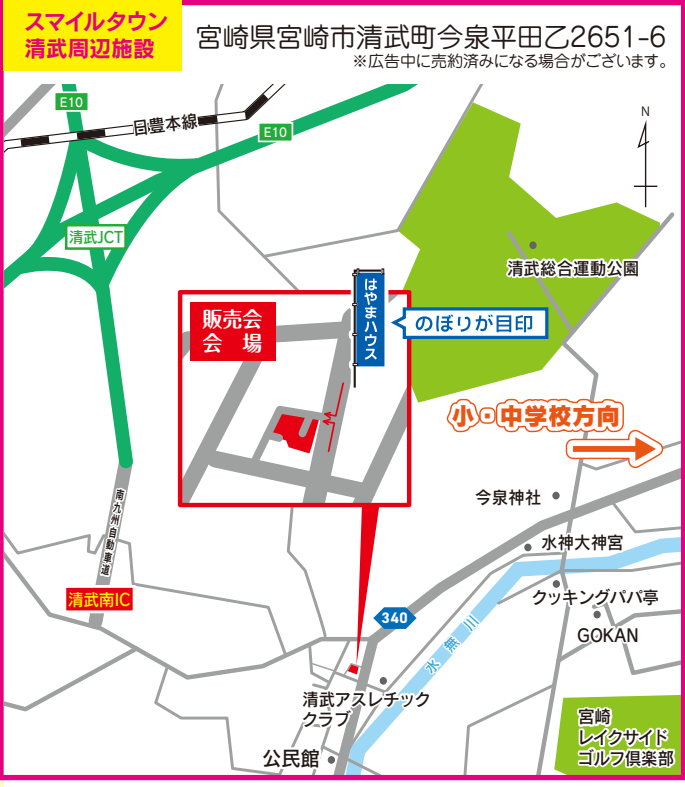 スマイルタウン
清武周辺施設
宮崎県宮崎市清武町今泉平田乙2651-6
※広告中に売約済みになる場合がございます。
E10
日豊本線
E10
N
清武JCT
清武総合運動公園
はやまハウス
のぼりが目印
販売会
会　場
小・中学校方向
南九州自動車道
今泉神社
水神大神宮
清武南IC
クッキングパパ亭
340
GOKAN
水無川
清武アスレチック
クラブ
宮崎
レイクサイド
ゴルフ倶楽部
公民館